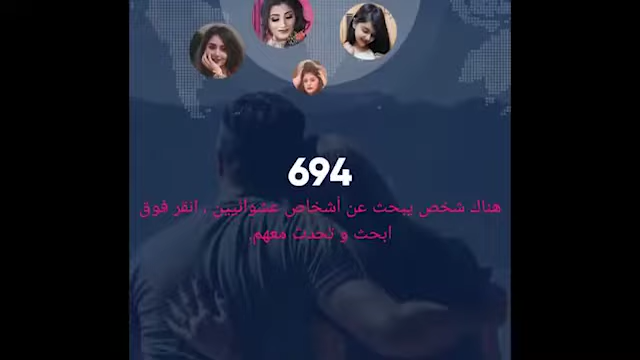 694
هناك شخص يبحث عن أشخاص عشوائيين ، انقر فوق
ابحث و تحدث معهم